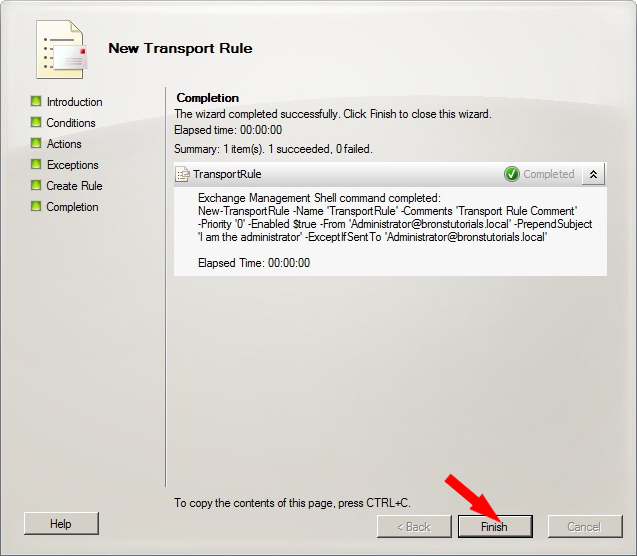 New Transport Rule
Introduction
Conditions
Actions
Exceptions
Create Rule
Completion
Completion
The wizard completed successfully. Click Finish to close this wizard.
Elapsed time: 00:00:00
Summary: 1 item(s). 1 succeeded, 0 failed.
TransportRule
Completed
Exchange Management Shell command completed:
New-TransportRule -Name 'TransportRule' -Comments 'Transport Rule Comment'
-Priority '0' -Enabled $true -From 'Administrator@bronstutorials.local' -PrependSubject
'I am the administrator' -ExceptIfSentTo 'Administrator@bronstutorials.local'
Elapsed Time: 00:00:00
To copy the contents of this page, press CTRL+C.
Help
< Back
Finish
Cancel